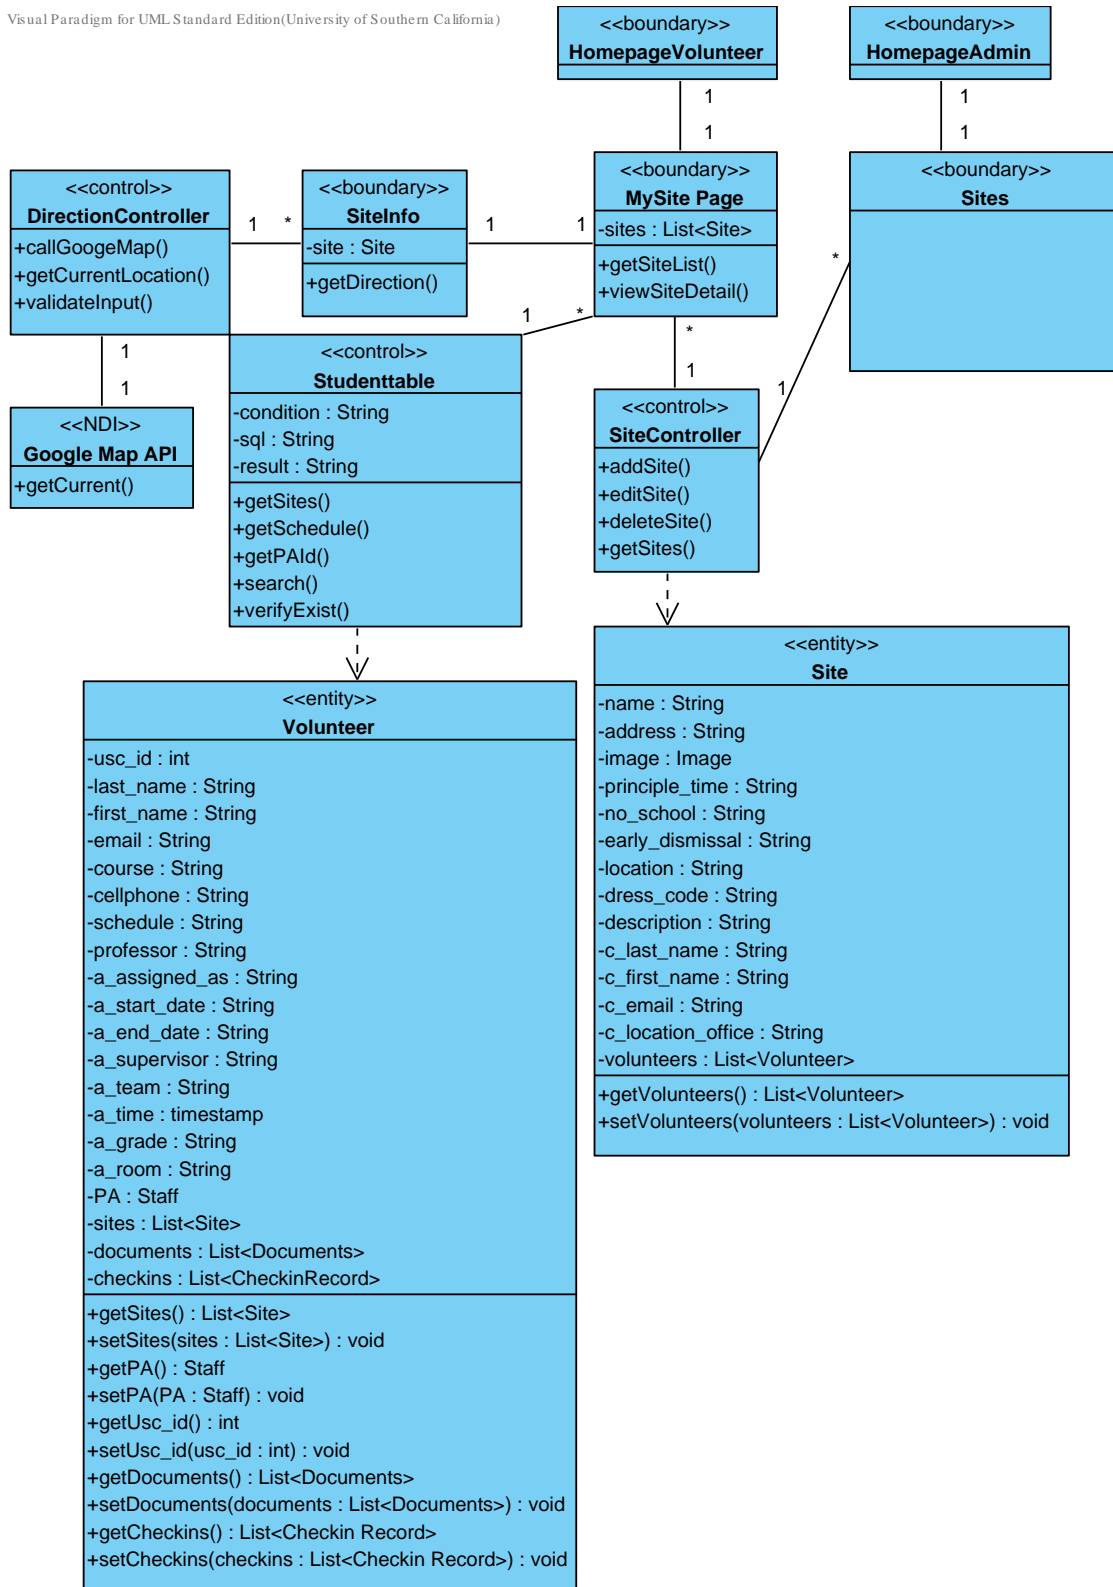 Visual Paradigm for UML Standard Edition(University of Southern California)
<<boundary>>
HomepageVolunteer
<<boundary>>
HomepageAdmin
1
1
1
1
<<control>>
DirectionController
+callGoogeMap()
+getCurrentLocation()
+validateInput()
1
*
<<boundary>>
SiteInfo
-site : Site
+getDirection()
1
1
<<boundary>>
MySite Page
-sites : List<Site>
+getSiteList()
+viewSiteDetail()
<<boundary>>
Sites
*
1
1
*
*
1
1
1
<<NDI>>
Google Map API
+getCurrent()
<<control>>
Studenttable
-condition : String
-sql : String
-result : String
+getSites()
+getSchedule()
+getPAId()
+search()
+verifyExist()
<<control>>
SiteController
+addSite()
+editSite()
+deleteSite()
+getSites()
<<entity>>
Volunteer
-usc_id : int
-last_name : String
-first_name : String
-email : String
-course : String
-cellphone : String
-schedule : String
-professor : String
-a_assigned_as : String
-a_start_date : String
-a_end_date : String
-a_supervisor : String
-a_team : String
-a_time : timestamp
-a_grade : String
-a_room : String
-PA : Staff
-sites : List<Site>
-documents : List<Documents>
-checkins : List<CheckinRecord>
+getSites() : List<Site>
+setSites(sites : List<Site>) : void
+getPA() : Staff
+setPA(PA : Staff) : void
+getUsc_id() : int
+setUsc_id(usc_id : int) : void
+getDocuments() : List<Documents>
+setDocuments(documents : List<Documents>) : void
+getCheckins() : List<Checkin Record>
+setCheckins(checkins : List<Checkin Record>) : void
<<entity>>
Site
-name : String
-address : String
-image : Image
-principle_time : String
-no_school : String
-early_dismissal : String
-location : String
-dress_code : String
-description : String
-c_last_name : String
-c_first_name : String
-c_email : String
-c_location_office : String
-volunteers : List<Volunteer>
+getVolunteers() : List<Volunteer>
+setVolunteers(volunteers : List<Volunteer>) : void